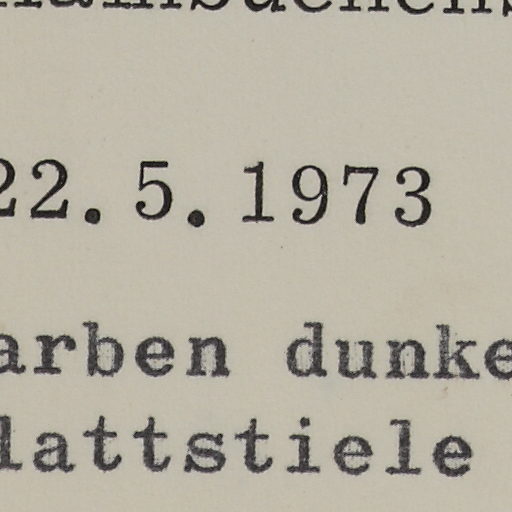 22.5.1973
arben dunke
lattstiele